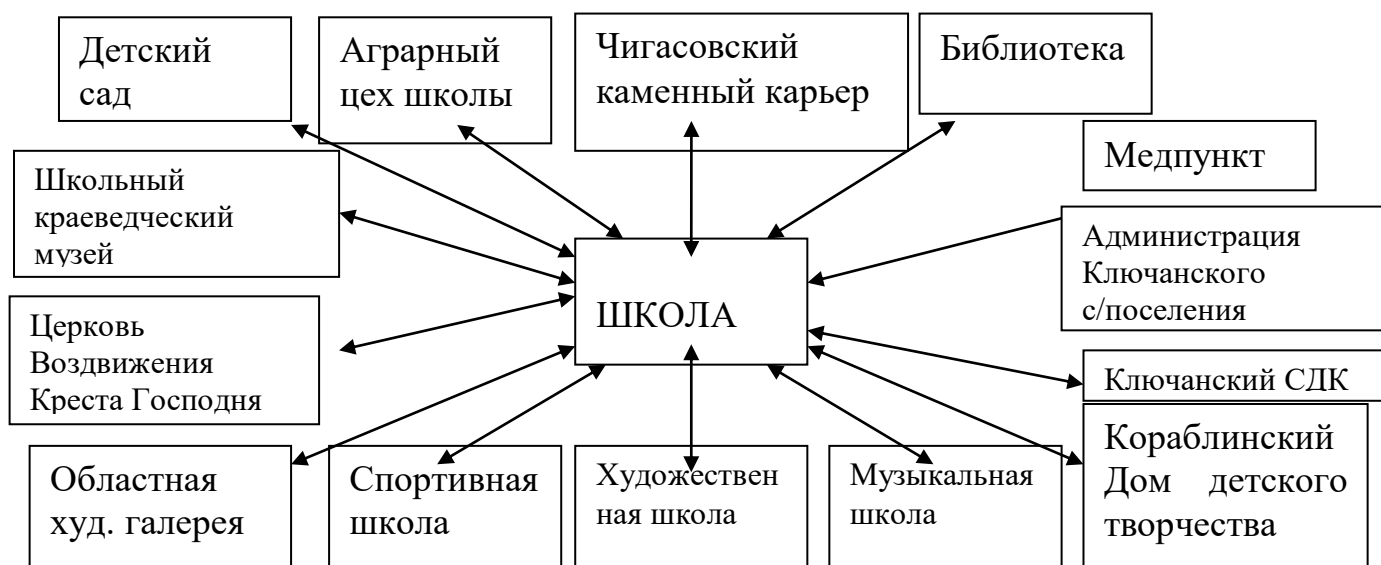 Детский
сад
Аграрный
цех школы
Чигасовский
каменный карьер
Библиотека
Медпункт
Школьный
краеведческий
музей
Администрация
Ключанского
с/поселения
ШКОЛА
Церковь
Воздвижения
Креста Господня
Ключанский СДК
Кораблинский
Дом детского
творчества
Областная
худ. галерея
Спортивная
школа
Художествен
ная школа
Музыкальная
школа